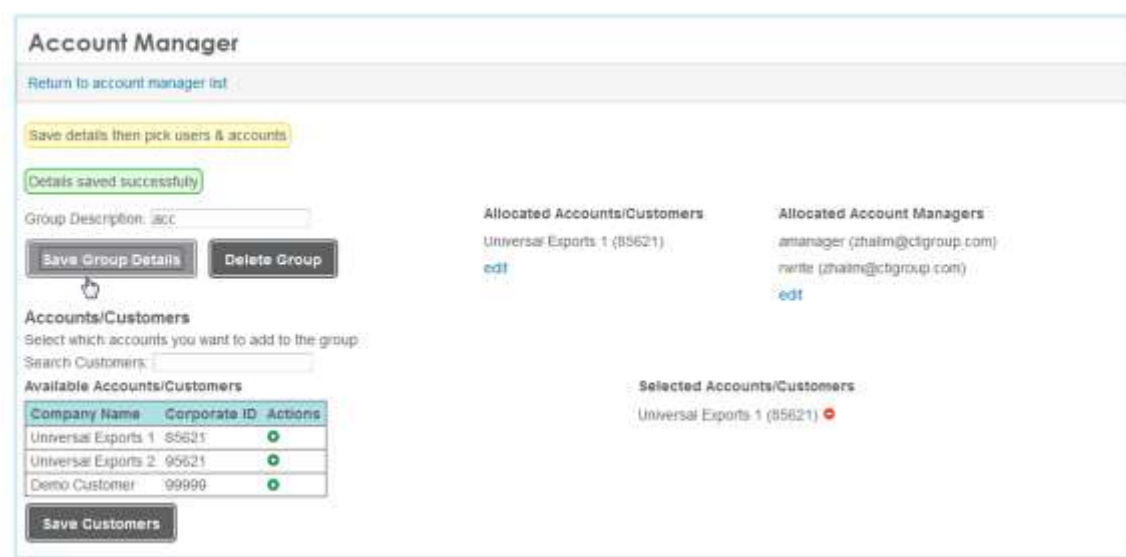 Account Manager
Return to account manager list
Save details then pick users & accounts
Details saved successfully
Group Description: acc
Save Group Details Delete Group
Allocated Accounts/Customers
Universal Exports 1 (85621)
edit
Allocated Account Managers
amanager (zhalim@ctigroup.com)
rwrite (zhalim@ctigroup.com)
edit
Accounts/Customers
Select which accounts you want to add to the group
Search Customers:
Available Accounts/Customers
Company Name Corporate ID Actions
Universal Exports 1 85621
Universal Exports 2 95621
Demo Customer 99999
Save Customers
Selected Accounts/Customers
Universal Exports 1 (85621)